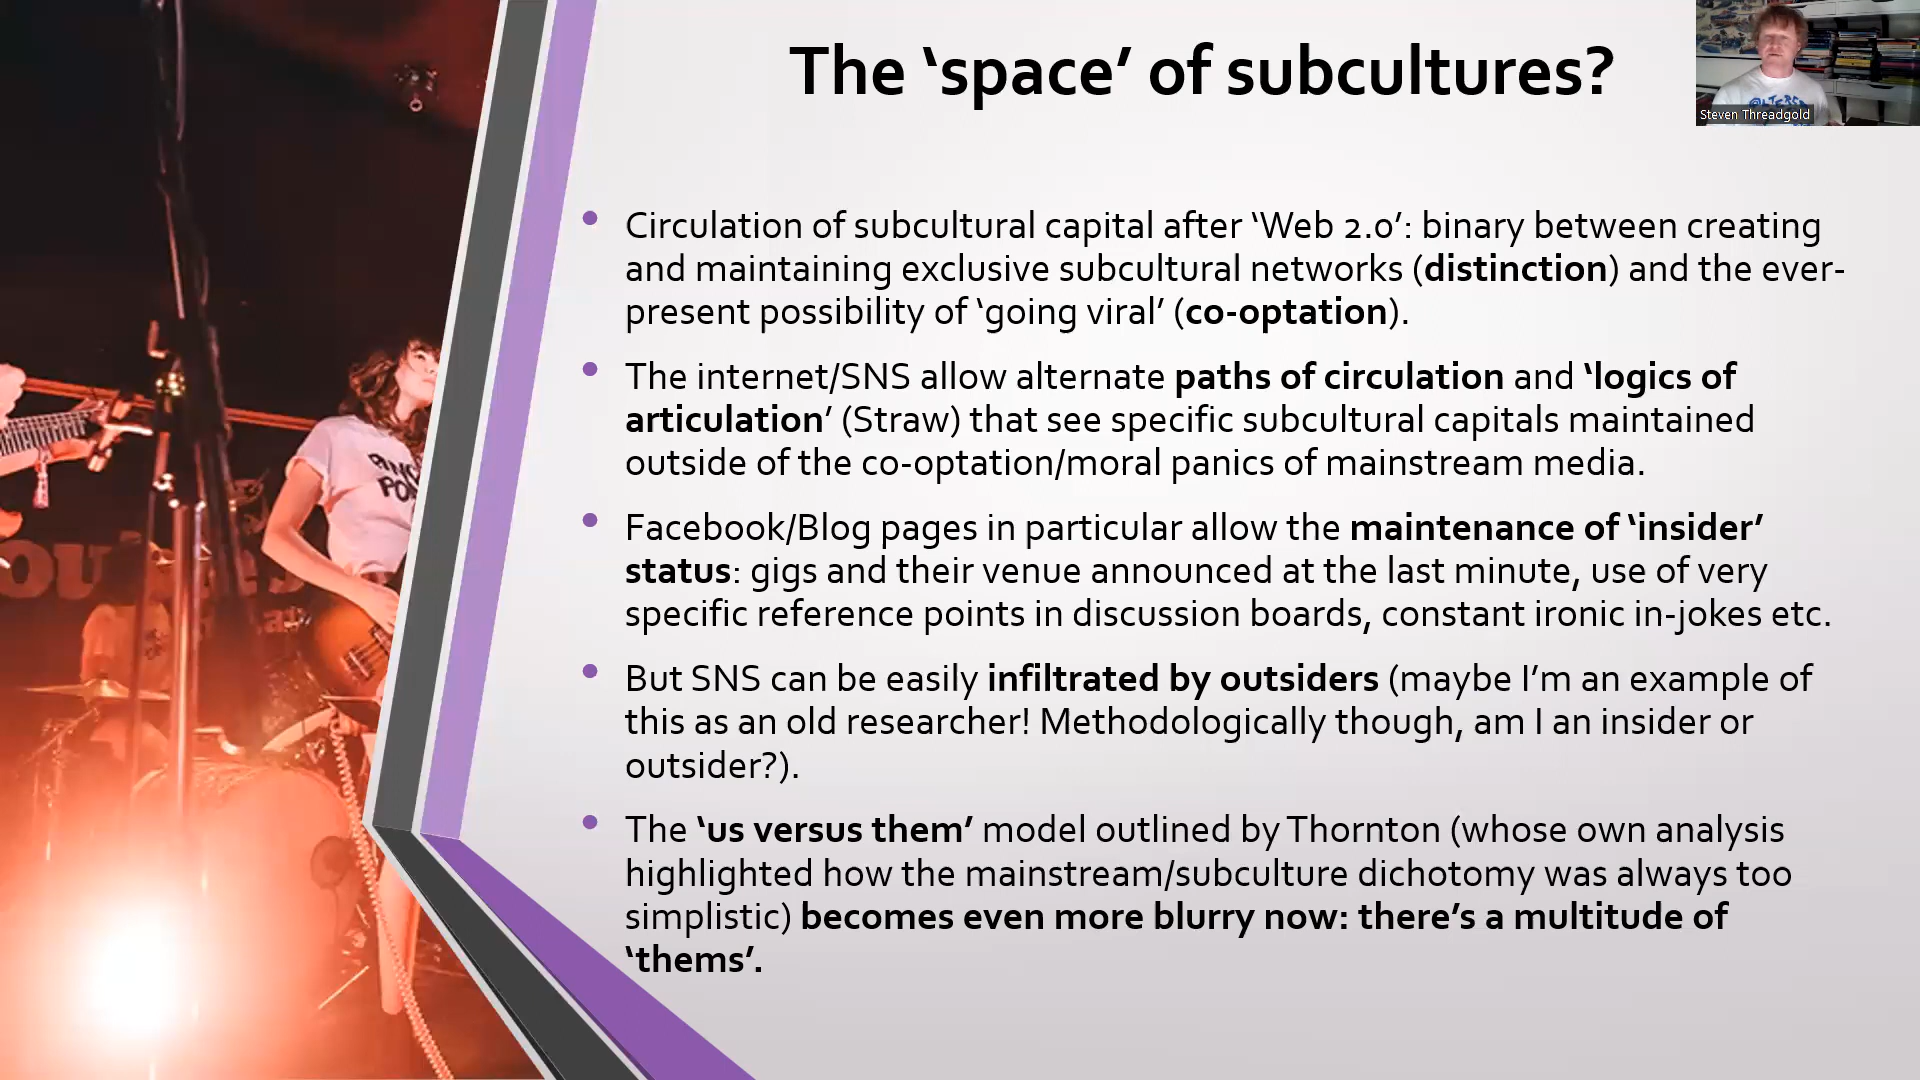 The ‘space’ of subcultures?
Steven Threadgold
• Circulation of subcultural capital after ‘Web 2.0’: binary between creating
and maintaining exclusive subcultural networks (distinction) and the ever-
present possibility of ‘going viral’ (co-optation).
• The internet/SNS allow alternate paths of circulation and ‘logics of
articulation’ (Straw) that see specific subcultural capitals maintained
outside of the co-optation/moral panics of mainstream media.
• Facebook/Blog pages in particular allow the maintenance of ‘insider’
status: gigs and their venue announced at the last minute, use of very
specific reference points in discussion boards, constant ironic in-jokes etc.
• But SNS can be easily infiltrated by outsiders (maybe I’m an example of
this as an old researcher! Methodologically though, am I an insider or
outsider?).
• The ‘us versus them’ model outlined by Thornton (whose own analysis
highlighted how the mainstream/subculture dichotomy was always too
simplistic) becomes even more blurry now: there’s a multitude of
‘thems’.